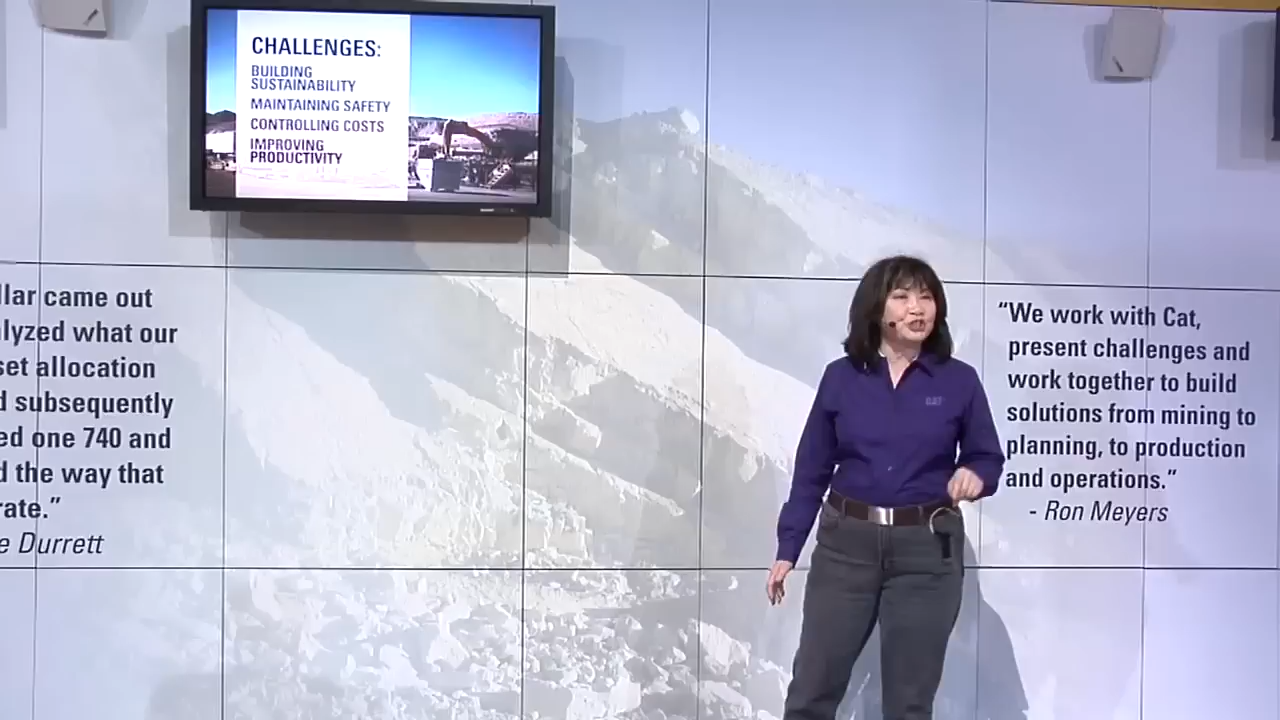 CHALLENGES:
BUILDING
SUSTAINABILITY
MAINTAINING SAFETY
CONTROLLING COSTS
IMPROVING
PRODUCTIVITY
llar came out
alyzed what our
set allocation
d subsequently
ed one 740 and
d the way that
rate.”
e Durrett
CAT
“We work with Cat,
present challenges and
work together to build
solutions from mining to
planning, to production
and operations.”
- Ron Meyers